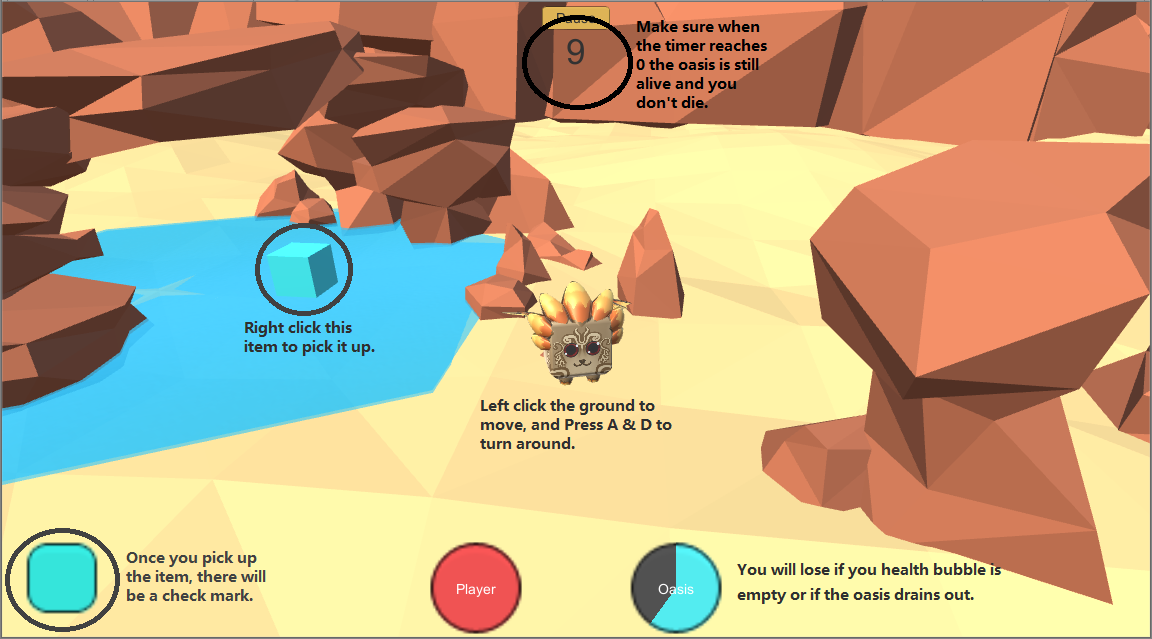 Pause
9
Make sure when
the timer reaches
0 the oasis is still
alive and you
don't die.
Right click this
item to pick it up.
Left click the ground to
move, and Press A & D to
turn around.
Once you pick up
the item, there will
be a check mark.
Player
Oasis
You will lose if you health bubble is
empty or if the oasis drains out.